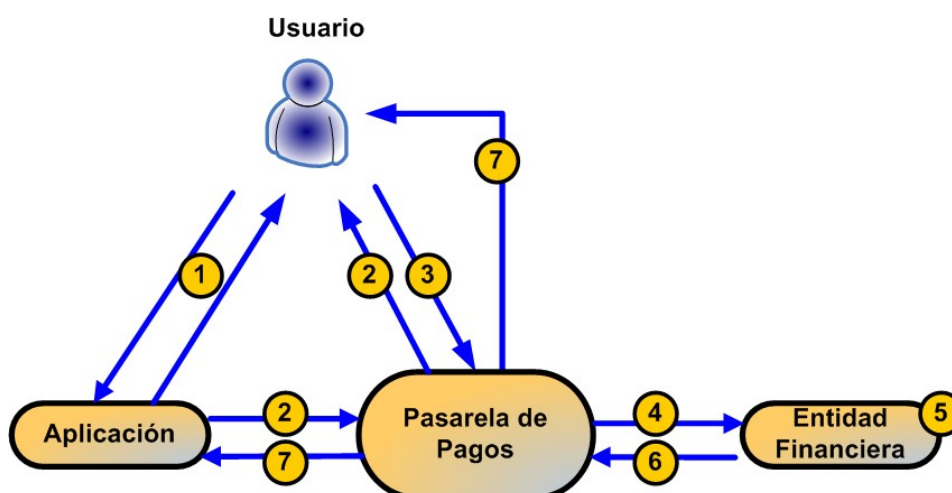 Usuario
7
1
2
3
Aplicación
2
7
Pasarela de
Pagos
4
6
Entidad
Financiera
5